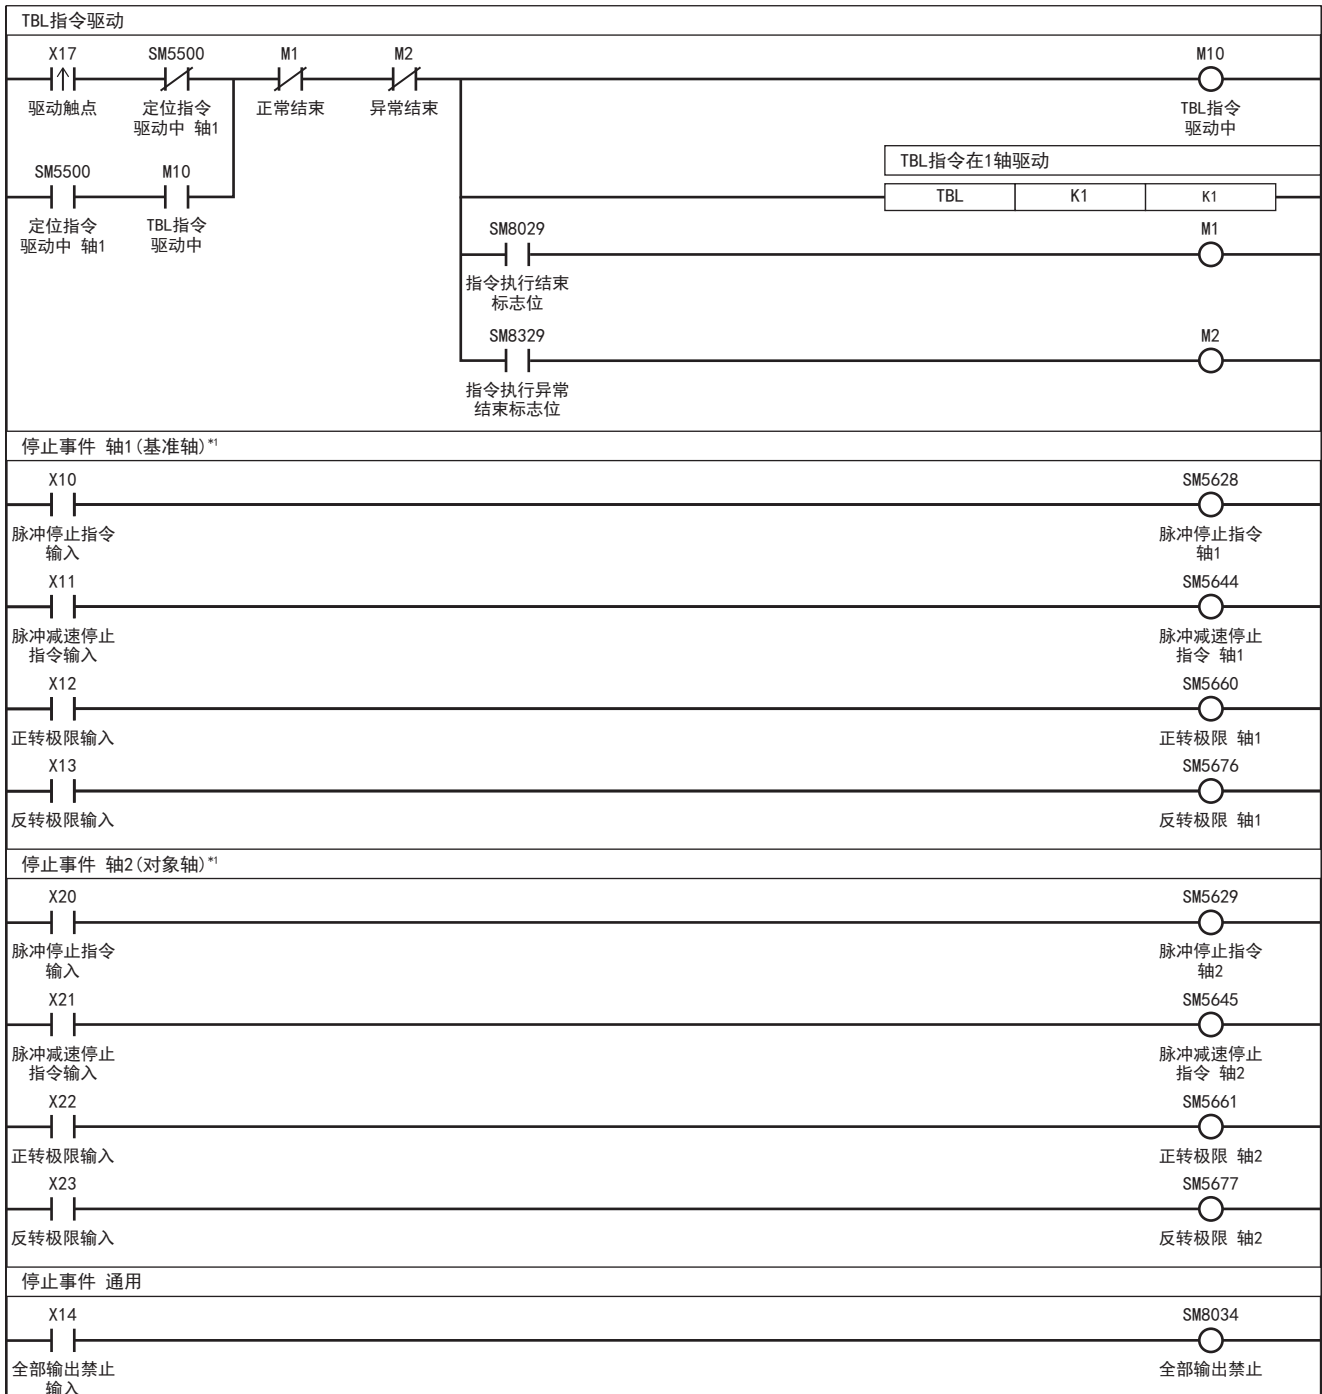 TBL指令驱动
X17 SM5500 M1 M2 M10
驱动触点 定位指令 正常结束 异常结束 TBL指令
驱动中 轴1 驱动中
TBL指令在1轴驱动
SM5500 M10 TBL K1 K1
定位指令 TBL指令 SM8029 M1
驱动中 轴1 驱动中
指令执行结束
标志位
SM8329 M2
指令执行异常
结束标志位
停止事件 轴1(基准轴)*1
X10 SM5628
脉冲停止指令 脉冲停止指令
输入 轴1
X11 SM5644
脉冲减速停止 脉冲减速停止
指令输入 指令 轴1
X12 SM5660
正转极限输入 正转极限 轴1
X13 SM5676
反转极限输入 反转极限 轴1
停止事件 轴2(对象轴)*1
X20 SM5629
脉冲停止指令 脉冲停止指令
输入 轴2
X21 SM5645
脉冲减速停止 脉冲减速停止
指令输入 指令 轴2
X22 SM5661
正转极限输入 正转极限 轴2
X23 SM5677
反转极限输入 反转极限 轴2
停止事件 通用
X14 SM8034
全部输出禁止 全部输出禁止
输入